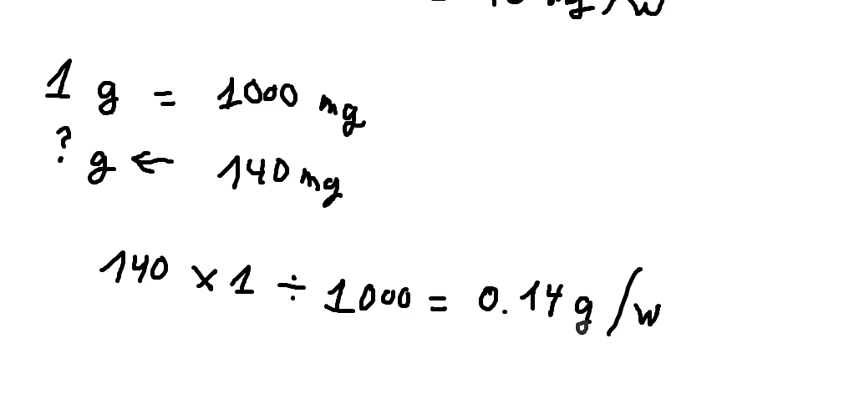 1 g = 1000 mg
? g ← 140 mg
140 × 1 ÷ 1000 = 0.14 g/w